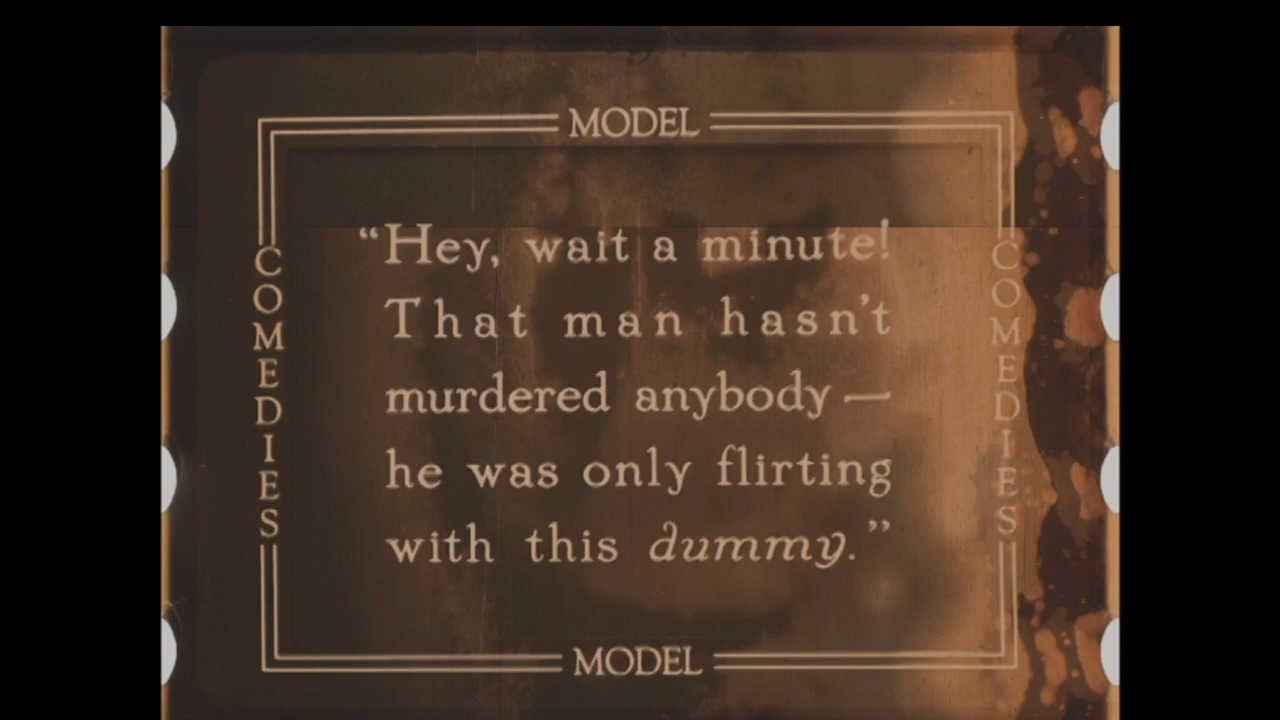 MODEL
COMEDIES
COMEDIES
“Hey, wait a minute!
That man hasn't
murdered anybody —
he was only flirting
with this dummy.”
MODEL